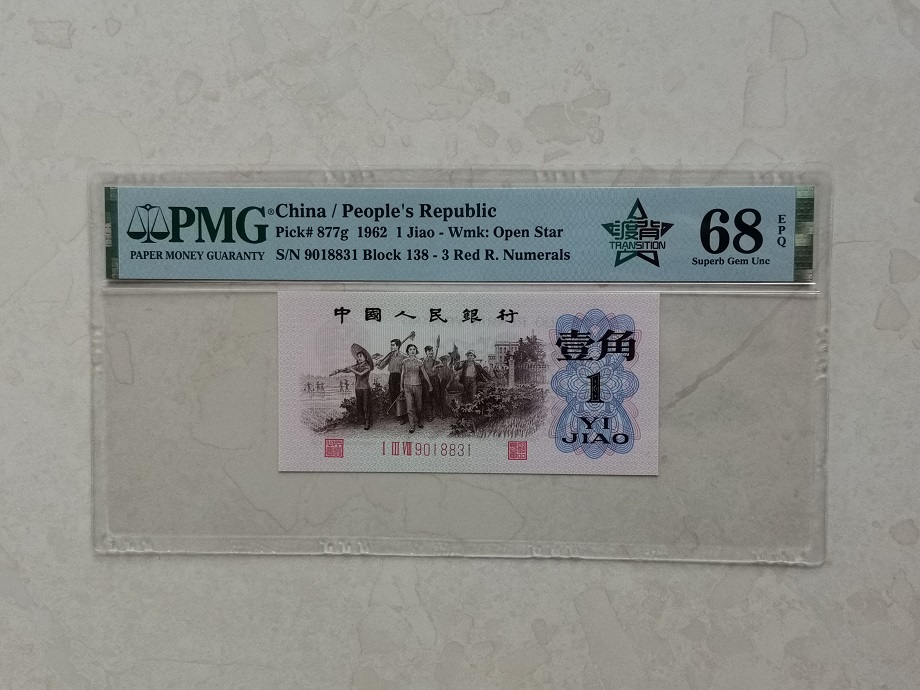 PMG®
PAPER MONEY GUARANTY
China / People's Republic
Pick# 877g 1962 1 Jiao - Wmk: Open Star
S/N 9018831 Block 138 - 3 Red R. Numerals
渡背
TRANSITION
68
EPQ
Superb Gem Unc
中國人民銀行
壹角
1
YI
JIAO
I III VIII 9018831